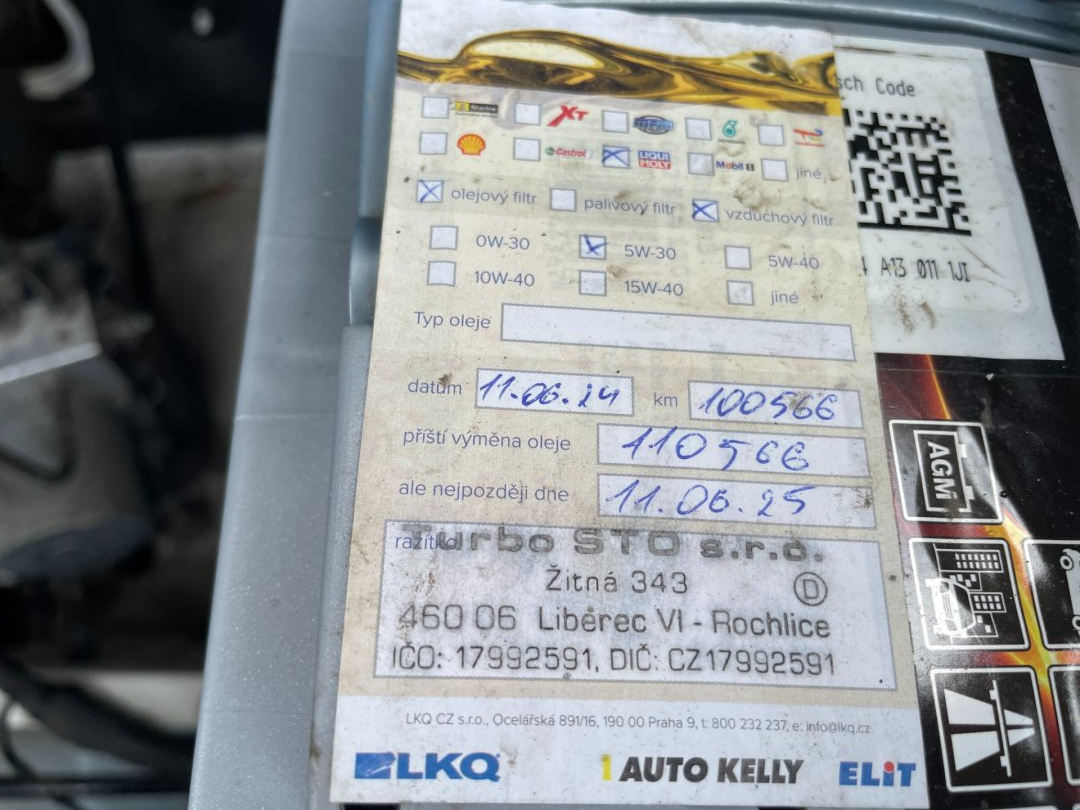 Starline XT
Shell Castrol LIQUI MOLY Mobil 1 jiné
olejový filtr palivový filtr vzduchový filtr
0W-30 5W-30 5W-40
10W-40 15W-40 jiné
Typ oleje
datum 11.06.24 km 100566
příští výměna oleje 110566
ale nejpozději dne 11.06.25
razítko
Turbo STO s.r.o.
Žitná 343 D
460 06 Liberec VI - Rochlice
IČO: 17992591, DIČ: CZ17992591
LKQ CZ s.r.o., Ocelářská 891/16, 190 00 Praha 9, t: 800 232 237, e: info@lkq.cz
LKQ AUTO KELLY ELIT
Code
A13 011 1JI
AGM